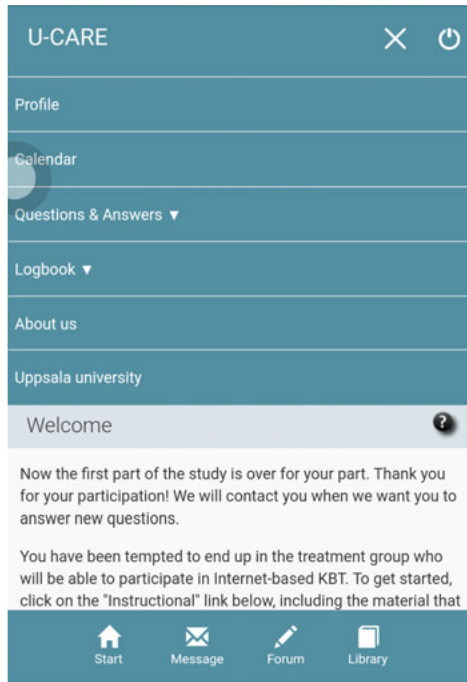 U-CARE
Profile
Calendar
Questions & Answers ▼
Logbook ▼
About us
Uppsala university
Welcome
?
Now the first part of the study is over for your part. Thank you
for your participation! We will contact you when we want you to
answer new questions.
You have been tempted to end up in the treatment group who
will be able to participate in Internet-based KBT. To get started,
click on the "Instructional" link below, including the material that
Start Message Forum Library